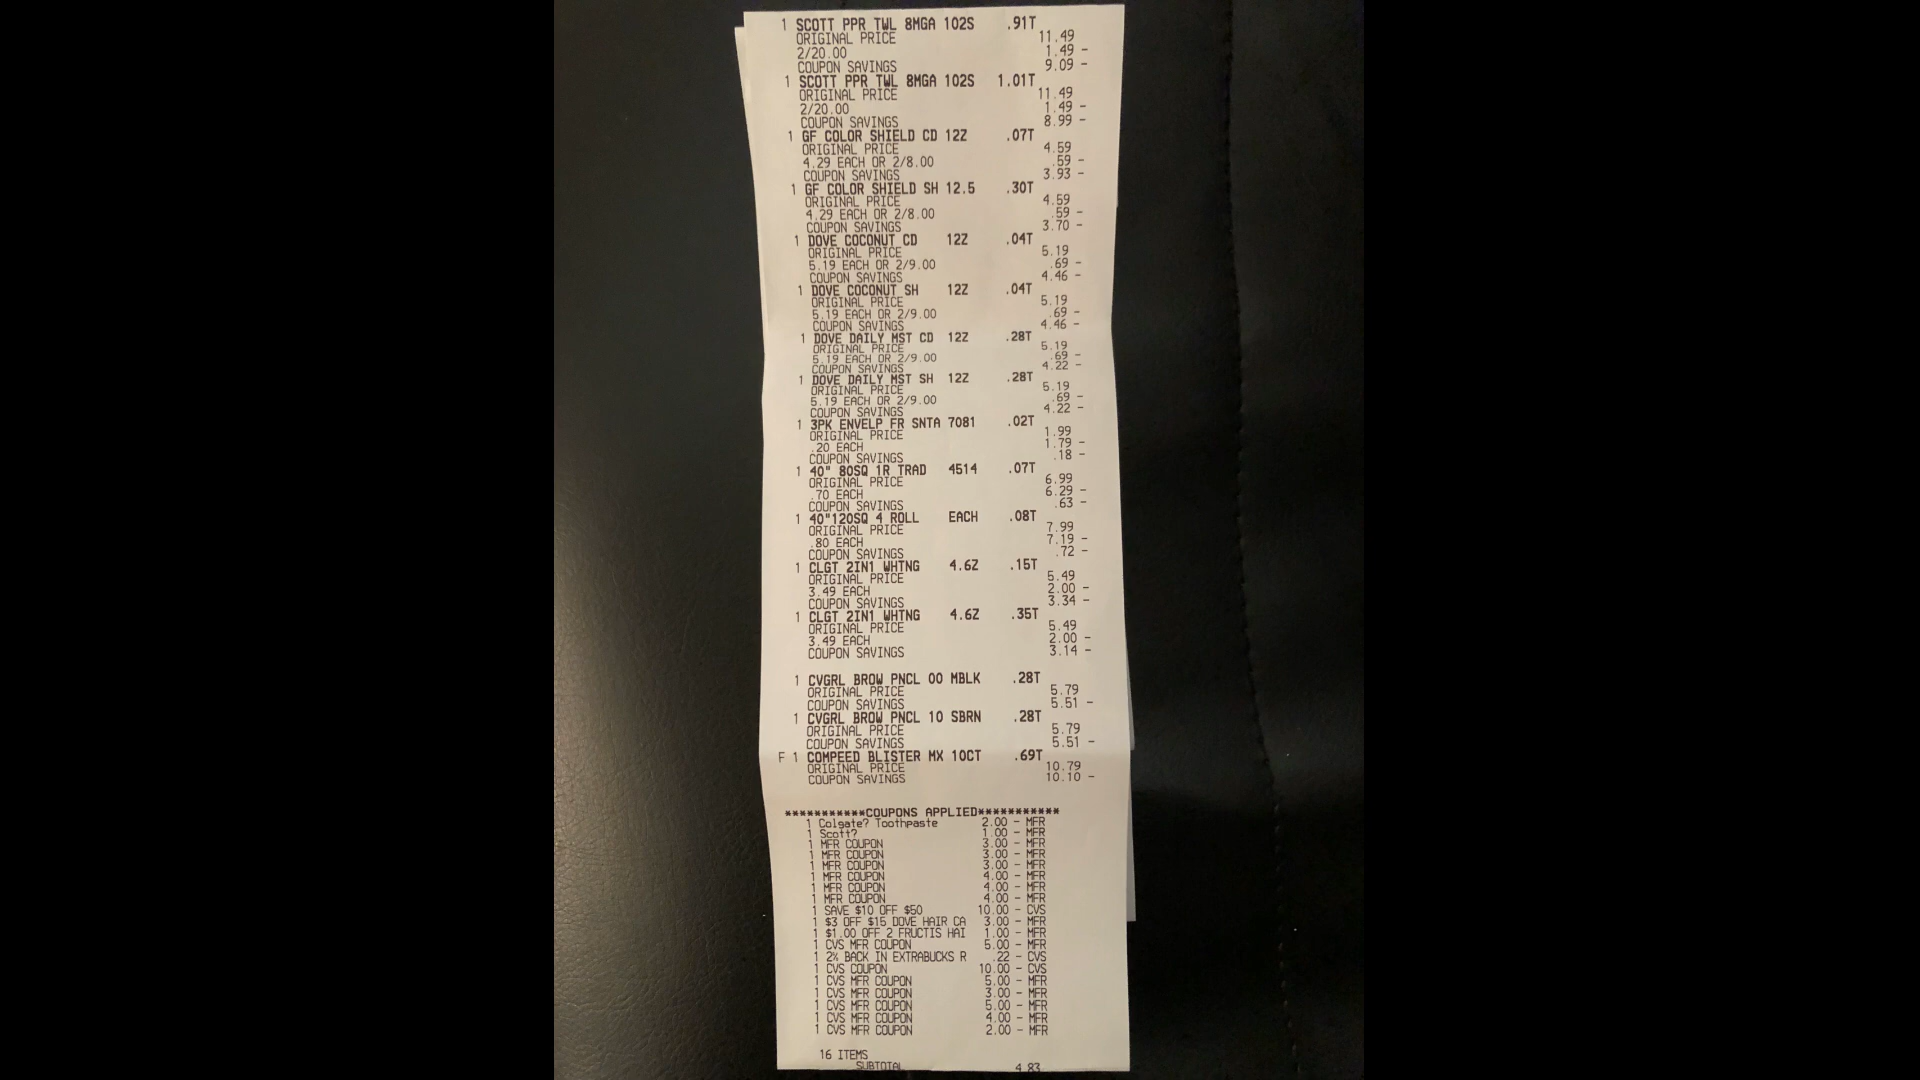 1 SCOTT PPR TWL 8MGA 102S .91T
ORIGINAL PRICE 11.49
2/20.00 1.49 -
COUPON SAVINGS 9.09 -
1 SCOTT PPR TWL 8MGA 102S 1.01T
ORIGINAL PRICE 11.49
2/20.00 1.49 -
COUPON SAVINGS 8.99 -
1 GF COLOR SHIELD CD 12Z .07T
ORIGINAL PRICE 4.59
4.29 EACH OR 2/8.00 .59 -
COUPON SAVINGS 3.93 -
1 GF COLOR SHIELD SH 12.5 .30T
ORIGINAL PRICE 4.59
4.29 EACH OR 2/8.00 .59 -
COUPON SAVINGS 3.70 -
1 DOVE COCONUT CD 12Z .04T
ORIGINAL PRICE 5.19
5.19 EACH OR 2/9.00 .69 -
COUPON SAVINGS 4.46 -
1 DOVE COCONUT SH 12Z .04T
ORIGINAL PRICE 5.19
5.19 EACH OR 2/9.00 .69 -
COUPON SAVINGS 4.46 -
1 DOVE DAILY MST CD 12Z .28T
ORIGINAL PRICE 5.19
5.19 EACH OR 2/9.00 .69 -
COUPON SAVINGS 4.22 -
1 DOVE DAILY MST SH 12Z .28T
ORIGINAL PRICE 5.19
5.19 EACH OR 2/9.00 .69 -
COUPON SAVINGS 4.22 -
1 3PK ENVELP FR SNTA 7081 .02T
ORIGINAL PRICE 1.99
.20 EACH 1.79 -
COUPON SAVINGS .18 -
1 40" 80SQ 1R TRAD 4514 .07T
ORIGINAL PRICE 6.99
.70 EACH 6.29 -
COUPON SAVINGS .63 -
1 40"120SQ 4 ROLL EACH .08T
ORIGINAL PRICE 7.99
.80 EACH 7.19 -
COUPON SAVINGS .72 -
1 CLGT 2IN1 WHTNG 4.6Z .15T
ORIGINAL PRICE 5.49
3.49 EACH 2.00 -
COUPON SAVINGS 3.34 -
1 CLGT 2IN1 WHTNG 4.6Z .35T
ORIGINAL PRICE 5.49
3.49 EACH 2.00 -
COUPON SAVINGS 3.14 -
1 CVGRL BROW PNCL 00 MBLK .28T
ORIGINAL PRICE 5.79
COUPON SAVINGS 5.51 -
1 CVGRL BROW PNCL 10 SBRN .28T
ORIGINAL PRICE 5.79
COUPON SAVINGS 5.51 -
F 1 COMPEED BLISTER MX 10CT .69T
ORIGINAL PRICE 10.79
COUPON SAVINGS 10.10 -
***********COUPONS APPLIED***********
1 Colgate? Toothpaste 2.00 - MFR
1 Scott? 1.00 - MFR
1 MFR COUPON 3.00 - MFR
1 MFR COUPON 3.00 - MFR
1 MFR COUPON 3.00 - MFR
1 MFR COUPON 4.00 - MFR
1 MFR COUPON 4.00 - MFR
1 MFR COUPON 4.00 - MFR
1 SAVE $10 OFF $50 10.00 - CVS
1 $3 OFF $15 DOVE HAIR CA 3.00 - MFR
1 $1.00 OFF 2 FRUCTIS HAI 1.00 - MFR
1 CVS MFR COUPON 5.00 - MFR
1 2% BACK IN EXTRABUCKS R .22 - CVS
1 CVS COUPON 10.00 - CVS
1 CVS MFR COUPON 5.00 - MFR
1 CVS MFR COUPON 3.00 - MFR
1 CVS MFR COUPON 5.00 - MFR
1 CVS MFR COUPON 4.00 - MFR
1 CVS MFR COUPON 2.00 - MFR
16 ITEMS
SUBTOTAL 4.83